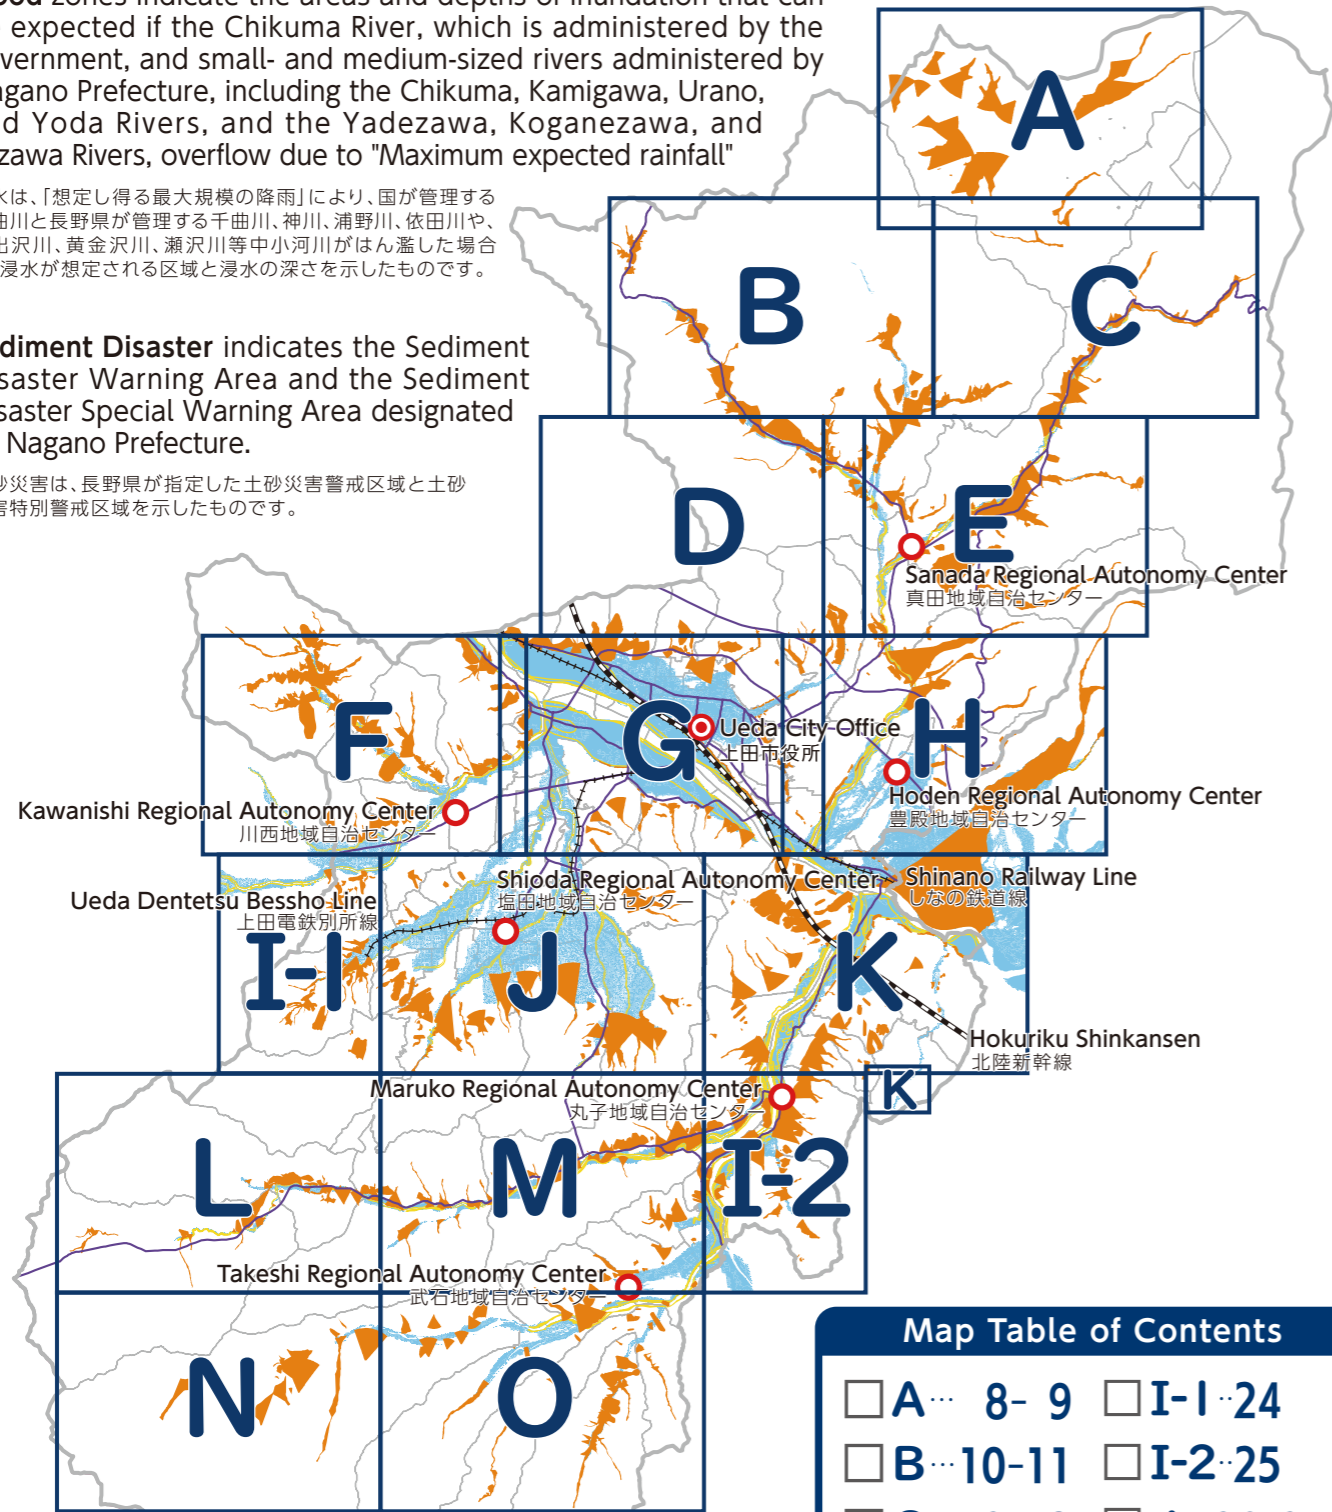 zones indicate the areas and depths of inundation that can
expected if the Chikuma River, which is administered by the
and small- and medium-sized rivers administered by
Prefecture, including the Chikuma, Kamigawa, Urano,
Yoda Rivers, and the Yadezawa, Koganezawa, and
Rivers, overflow due to "Maximum expected rainfall"
水は、「想定し得る最大規模の降雨」により、国が管理する
曲川と長野県が管理する千曲川、神川、浦野川、依田川や、
出沢川、黄金沢川、瀬沢川等中小河川がはん濫した場合
浸水が想定される区域と浸水の深さを示したものです。
diment Disaster indicates the Sediment
saster Warning Area and the Sediment
saster Special Warning Area designated
Nagano Prefecture.
災害は、長野県が指定した土砂災害警戒区域と土砂
害特別警戒区域を示したものです。
A
B
C
D
E
Sanada Regional Autonomy Center
真田地域自治センター
F
G
H
Ueda City Office
上田市役所
Hoden Regional Autonomy Center
豊殿地域自治センター
Kawanishi Regional Autonomy Center
川西地域自治センター
Shioda Regional Autonomy Center
塩田地域自治センター
Shinano Railway Line
しなの鉄道線
Ueda Dentetsu Bessho Line
上田電鉄別所線
I-1
J
K
Hokuriku Shinkansen
北陸新幹線
Maruko Regional Autonomy Center
丸子地域自治センター
K
L
M
I-2
Takeshi Regional Autonomy Center
武石地域自治センター
N
O
Map Table of Contents
A… 8- 9
I-1‥24
B…10-11
I-2‥25